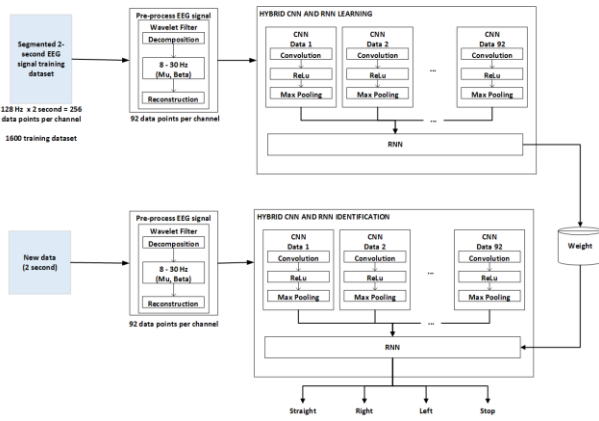 Segmented 2-
second EEG
signal training
dataset
128 Hz x 2 second = 256
data points per channel
1600 training dataset
Pre-process EEG signal
Wavelet Filter
Decomposition
8 - 30 Hz
(Mu, Beta)
Reconstruction
92 data points per channel
HYBRID CNN AND RNN LEARNING
CNN
Data 1
Convolution
ReLu
Max Pooling
CNN
Data 2
Convolution
ReLu
Max Pooling
...
CNN
Data 92
Convolution
ReLu
Max Pooling
...
RNN
Weight
New data
(2 second)
Pre-process EEG signal
Wavelet Filter
Decomposition
8 - 30 Hz
(Mu, Beta)
Reconstruction
92 data points per channel
HYBRID CNN AND RNN IDENTIFICATION
CNN
Data 1
Convolution
ReLu
Max Pooling
CNN
Data 2
Convolution
ReLu
Max Pooling
...
CNN
Data 92
Convolution
ReLu
Max Pooling
...
RNN
Straight
Right
Left
Stop